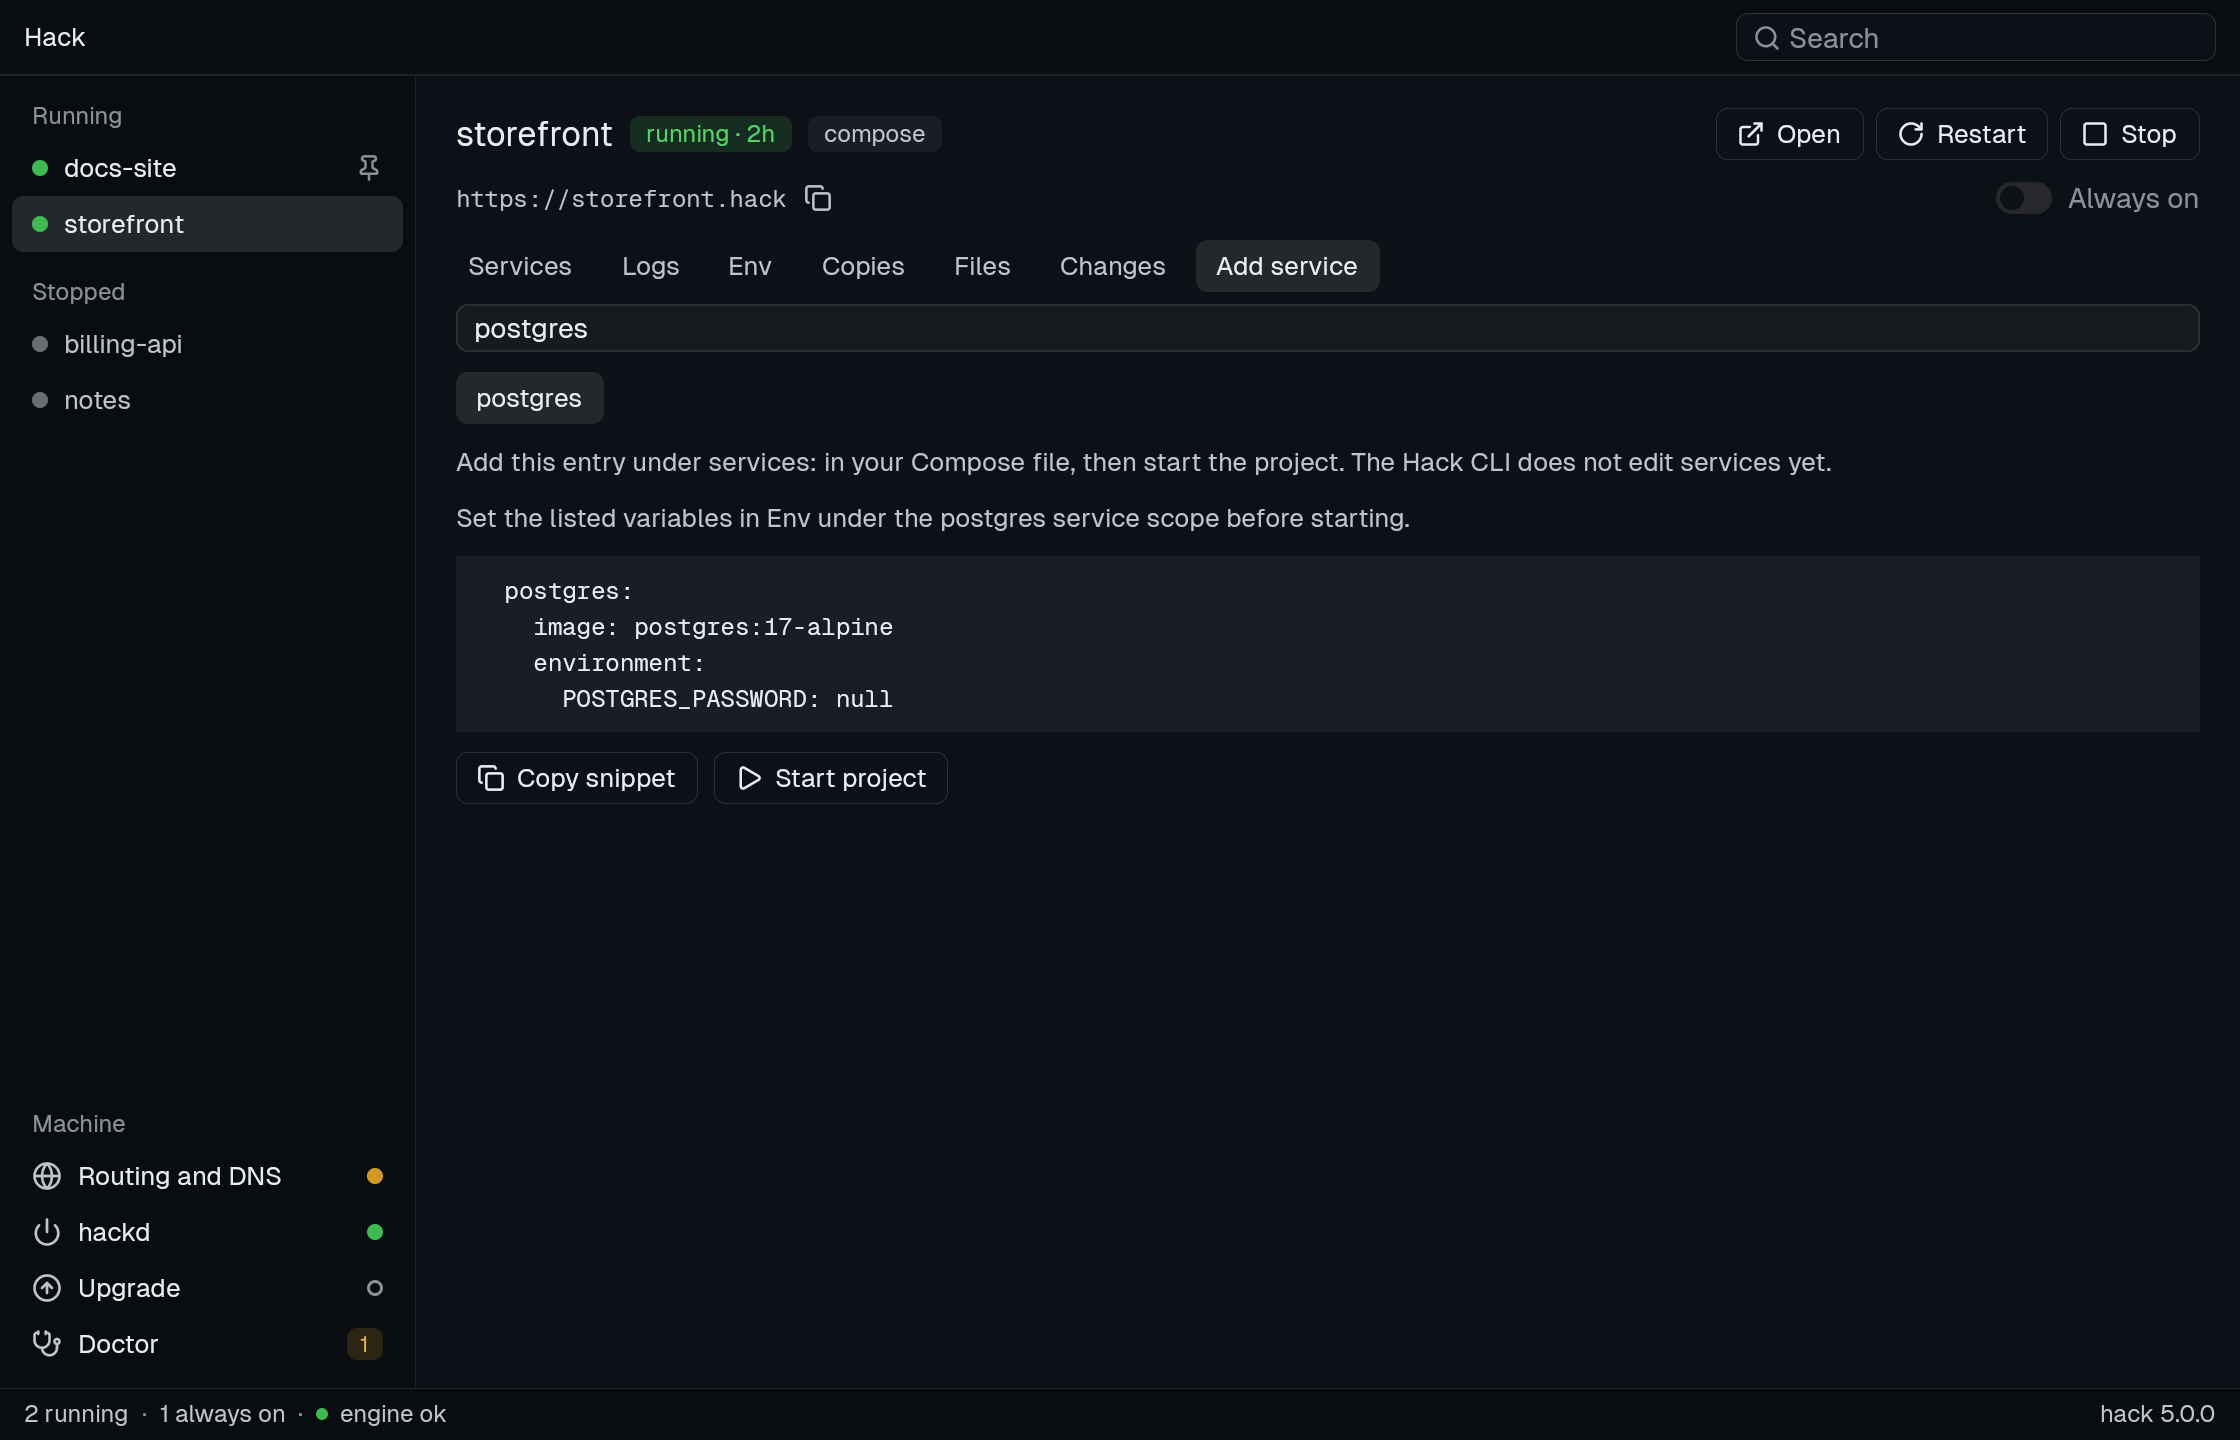 Hack
Search
Running
docs-site
storefront
Stopped
billing-api
notes
Machine
Routing and DNS
hackd
Upgrade
Doctor 1
storefront running · 2h compose
Open Restart Stop
https://storefront.hack
Always on
Services Logs Env Copies Files Changes Add service
postgres
postgres
Add this entry under services: in your Compose file, then start the project. The Hack CLI does not edit services yet.
Set the listed variables in Env under the postgres service scope before starting.
postgres:
  image: postgres:17-alpine
  environment:
    POSTGRES_PASSWORD: null
Copy snippet Start project
2 running · 1 always on · engine ok
hack 5.0.0